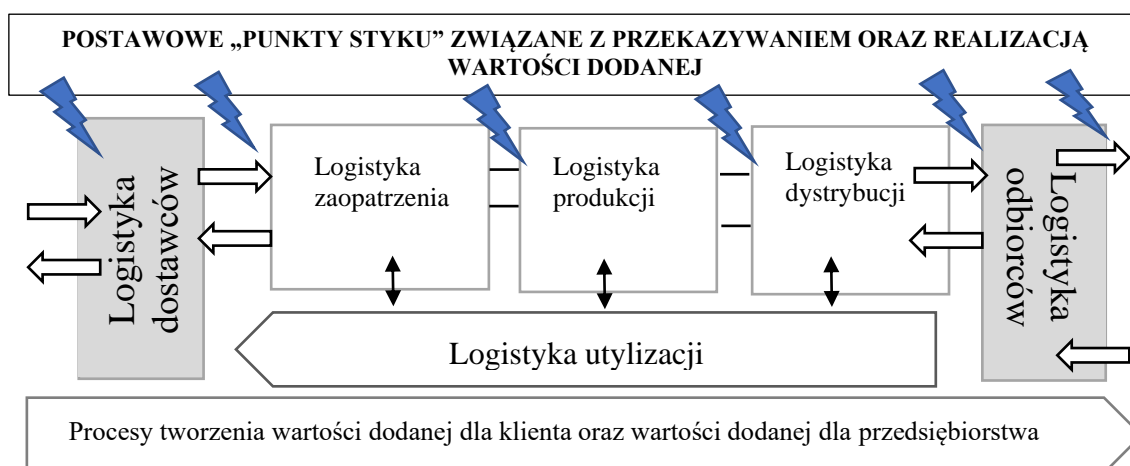 POSTAWOWE „PUNKTY STYKU” ZWIĄZANE Z PRZEKAZYWANIEM ORAZ REALIZACJĄ
WARTOŚCI DODANEJ
Logistyka
dostawców
Logistyka
zaopatrzenia
Logistyka
produkcji
Logistyka
dystrybucji
Logistyka
odbiorców
Logistyka utylizacji
Procesy tworzenia wartości dodanej dla klienta oraz wartości dodanej dla przedsiębiorstwa